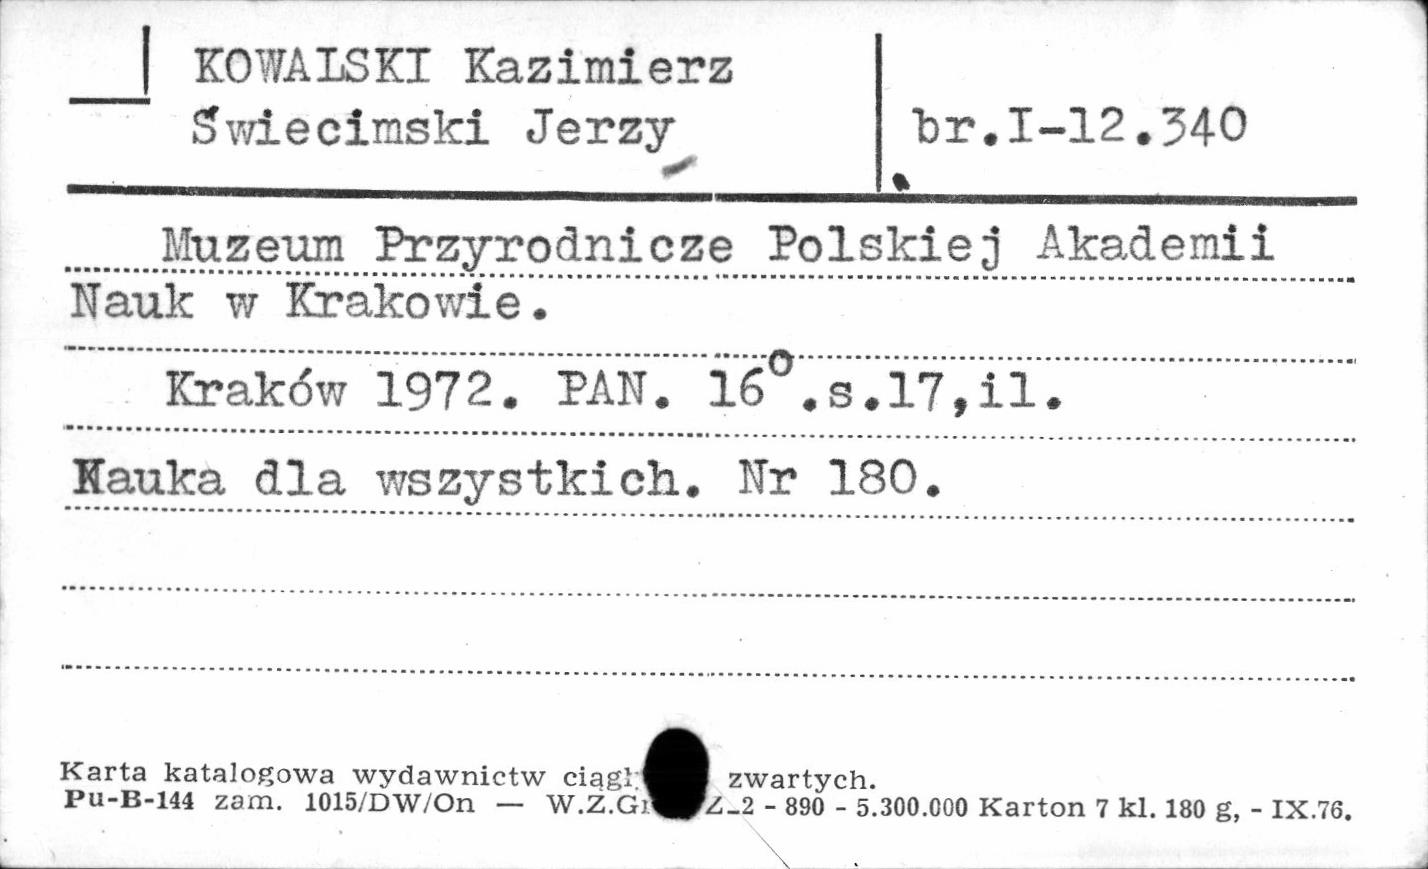 KOWALSKI Kazimierz
Świecimski Jerzy
br.I-12.340
Muzeum Przyrodnicze Polskiej Akademii
Nauk w Krakowie.
Kraków 1972. PAN. 16°.s.17,il.
Nauka dla wszystkich. Nr 180.
Karta katalogowa wydawnictw zwartych.
Pu-B-144 zam. 1015/DW/On — 2 - 890 - 5.300.000 Karton 7 kl. 180 g, - IX.76.